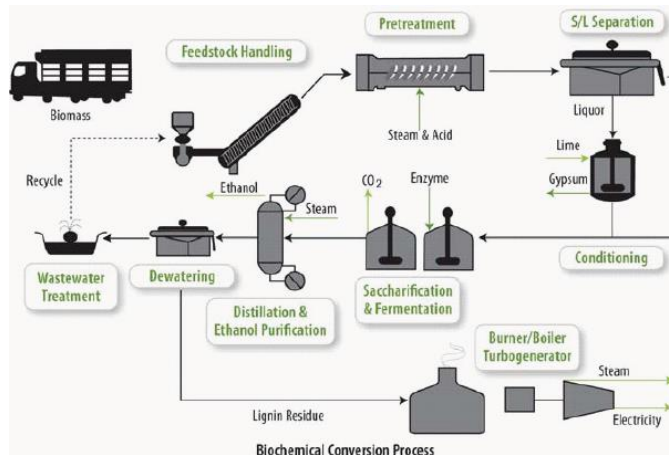 Pretreatment
S/L Separation
Feedstock Handling
Biomass
Steam & Acid
Liquor
Lime
Gypsum
Recycle
Ethanol
Steam
CO2
Enzyme
Conditioning
Wastewater
Treatment
Dewatering
Distillation &
Ethanol Purification
Saccharification
& Fermentation
Burner/Boiler
Turbogenerator
Steam
Electricity
Lignin Residue
Biochemical Conversion Process